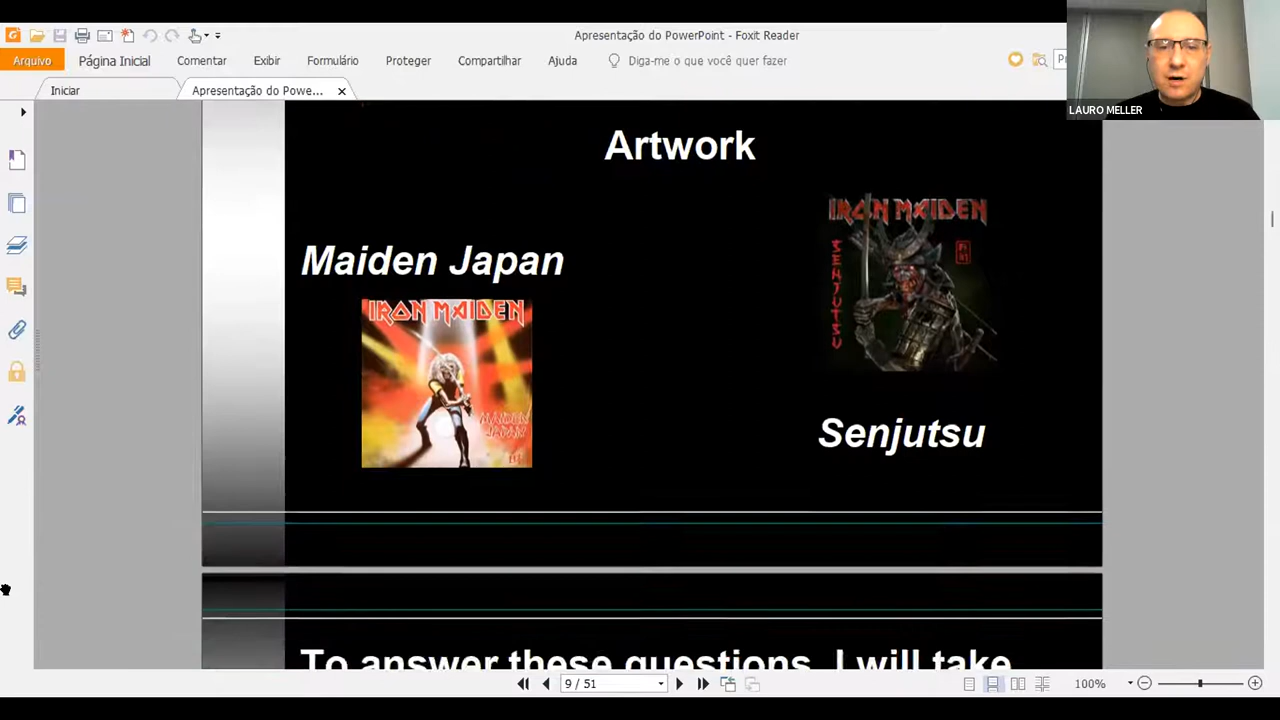 Apresentação do PowerPoint - Foxit Reader
Arquivo Página Inicial Comentar Exibir Formulário Proteger Compartilhar Ajuda Diga-me o que você quer fazer
LAURO MELLER
Iniciar Apresentação do Powe...
Artwork
IRON MAIDEN
SENJUTSU
Maiden Japan
IRON MAIDEN
MAIDEN
JAPAN
Senjutsu
To answer these questions, I will take
9 / 51
100%